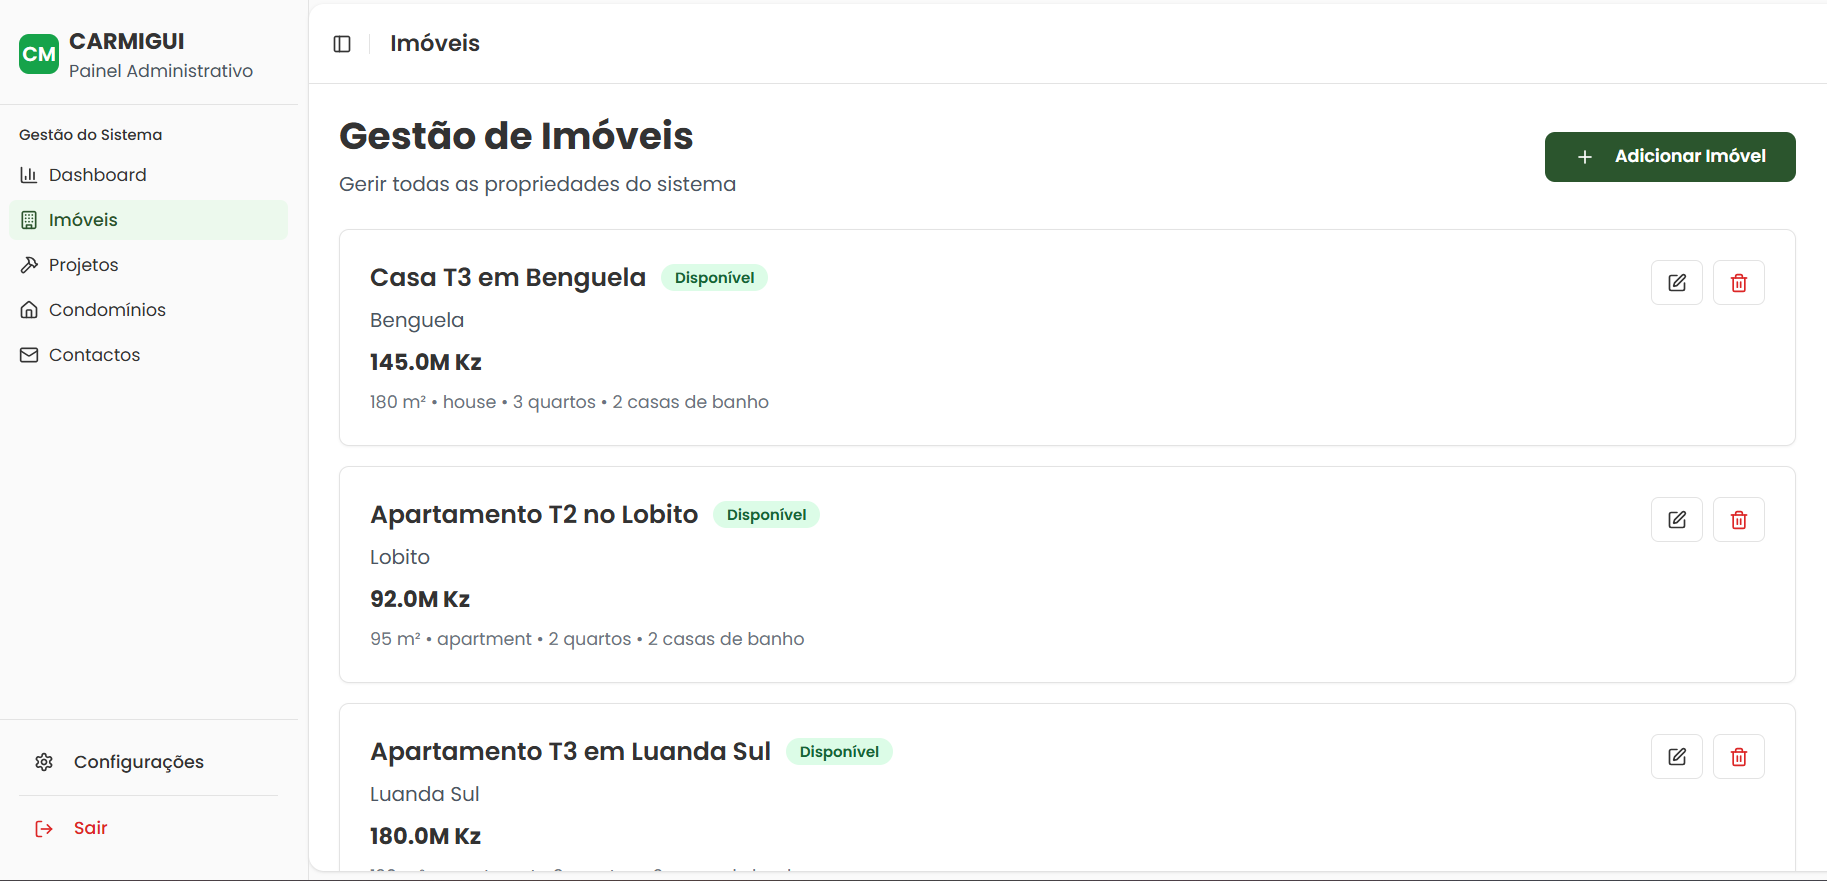 CM
CARMIGUI
Painel Administrativo
Gestão do Sistema
Dashboard
Imóveis
Projetos
Condomínios
Contactos
Configurações
Sair
Imóveis
Gestão de Imóveis
Gerir todas as propriedades do sistema
+ Adicionar Imóvel
Casa T3 em Benguela Disponível
Benguela
145.0M Kz
180 m² • house • 3 quartos • 2 casas de banho
Apartamento T2 no Lobito Disponível
Lobito
92.0M Kz
95 m² • apartment • 2 quartos • 2 casas de banho
Apartamento T3 em Luanda Sul Disponível
Luanda Sul
180.0M Kz